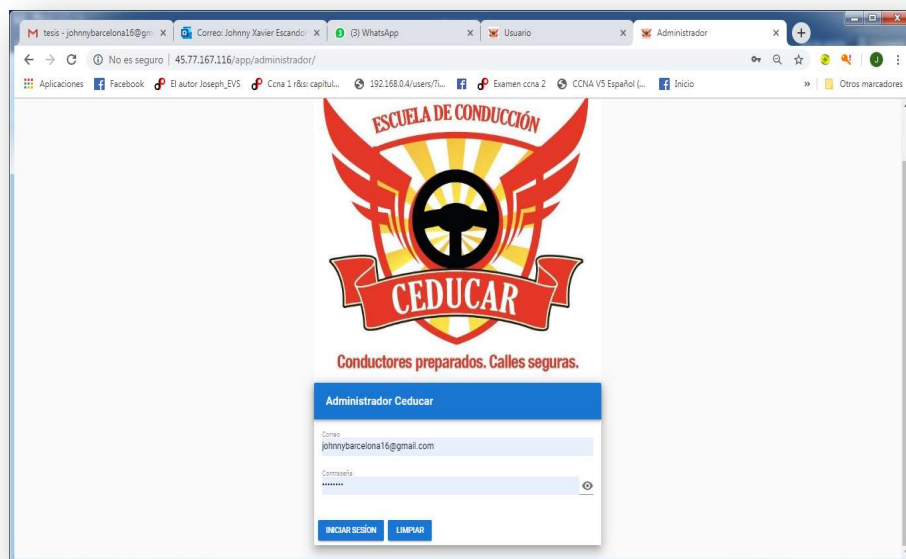 tesis - johnnybarcelona16@gm
Correo: Johnny Xavier Escando
(3) WhatsApp
Usuario
Administrador
No es seguro | 45.77.167.116/app/administrador/
Aplicaciones
Facebook
El autor Joseph_EVS
Ccna 1 r&s: capítul...
192.168.0.4/users/?i...
Examen ccna 2
CCNA V5 Español (...
Inicio
»
Otros marcadores
ESCUELA DE CONDUCCIÓN
CEDUCAR
Conductores preparados. Calles seguras.
Administrador Ceducar
Correo
johnnybarcelona16@gmail.com
Contraseña
••••••••
INICIAR SESÍON
LIMPIAR